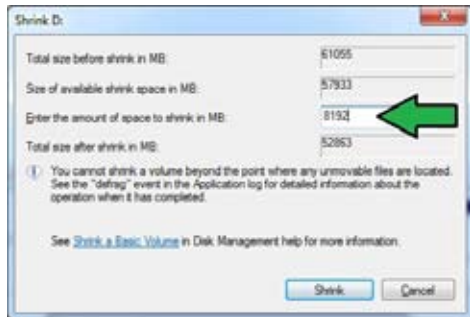 Shrink D:
Total size before shrink in MB: 61055
Size of available shrink space in MB: 57933
Enter the amount of space to shrink in MB: 8192
Total size after shrink in MB: 52863
You cannot shrink a volume beyond the point where any unmovable files are located.
See the "defrag" event in the Application log for detailed information about the
operation when it has completed.
See Shrink a Basic Volume in Disk Management help for more information.
Shrink Cancel